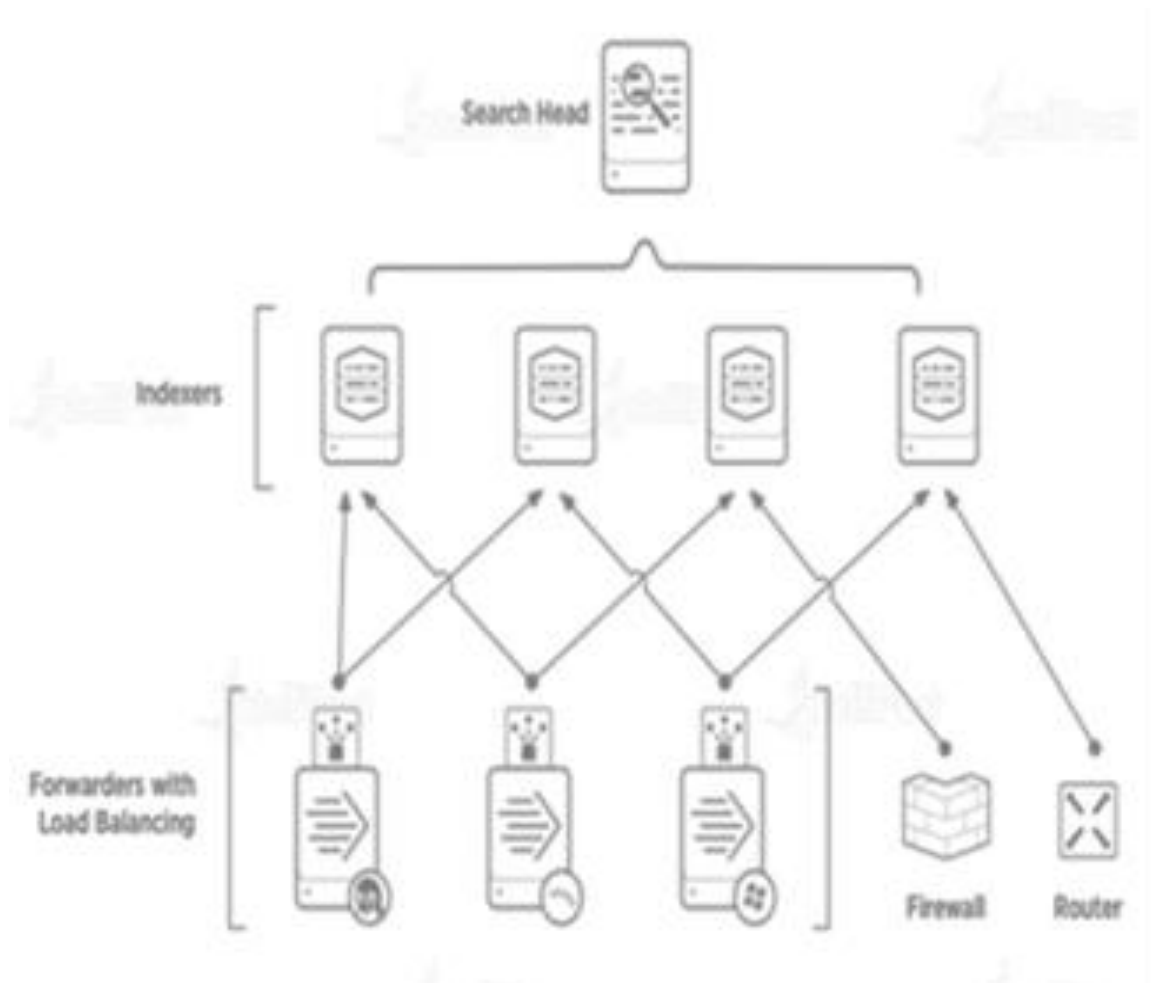 Search Head
Indexers
Forwarders with
Load Balancing
Firewall
Router